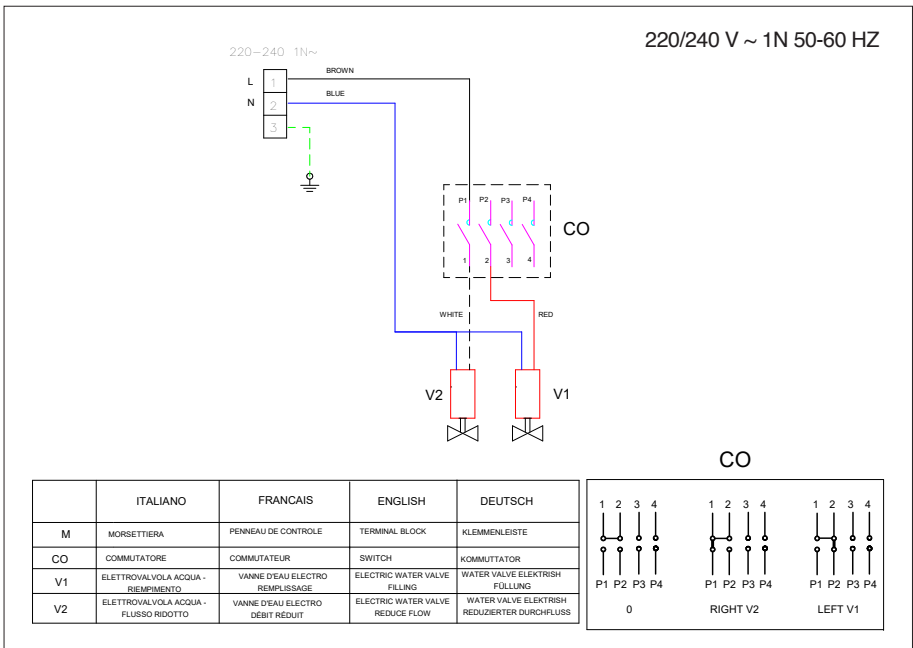 220/240 V ~ 1N 50-60 HZ
220-240 1N~
L 1 BROWN
N 2 BLUE
3
P1 P2 P3 P4
CO
1 2 3 4
WHITE RED
V2 V1
CO
ITALIANO FRANCAIS ENGLISH DEUTSCH
M MORSETTIERA PENNEAU DE CONTROLE TERMINAL BLOCK KLEMMENLEISTE
CO COMMUTATORE COMMUTATEUR SWITCH KOMMUTTATOR
V1 ELETTROVALVOLA ACQUA - RIEMPIMENTO VANNE D'EAU ELECTRO REMPLISSAGE ELECTRIC WATER VALVE FILLING WATER VALVE ELEKTRISH FÜLLUNG
V2 ELETTROVALVOLA ACQUA - FLUSSO RIDOTTO VANNE D'EAU ELECTRO DÉBIT RÉDUIT ELECTRIC WATER VALVE REDUCE FLOW WATER VALVE ELEKTRISH REDUZIERTER DURCHFLUSS
1 2 3 4 1 2 3 4 1 2 3 4
P1 P2 P3 P4 P1 P2 P3 P4 P1 P2 P3 P4
0 RIGHT V2 LEFT V1